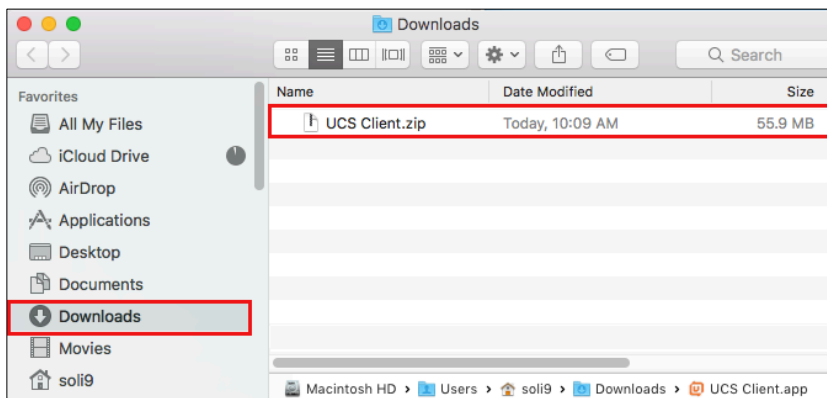 Downloads
Search
Favorites
All My Files
iCloud Drive
AirDrop
Applications
Desktop
Documents
Downloads
Movies
soli9
Name Date Modified Size
UCS Client.zip Today, 10:09 AM 55.9 MB
Macintosh HD › Users › soli9 › Downloads › UCS Client.app